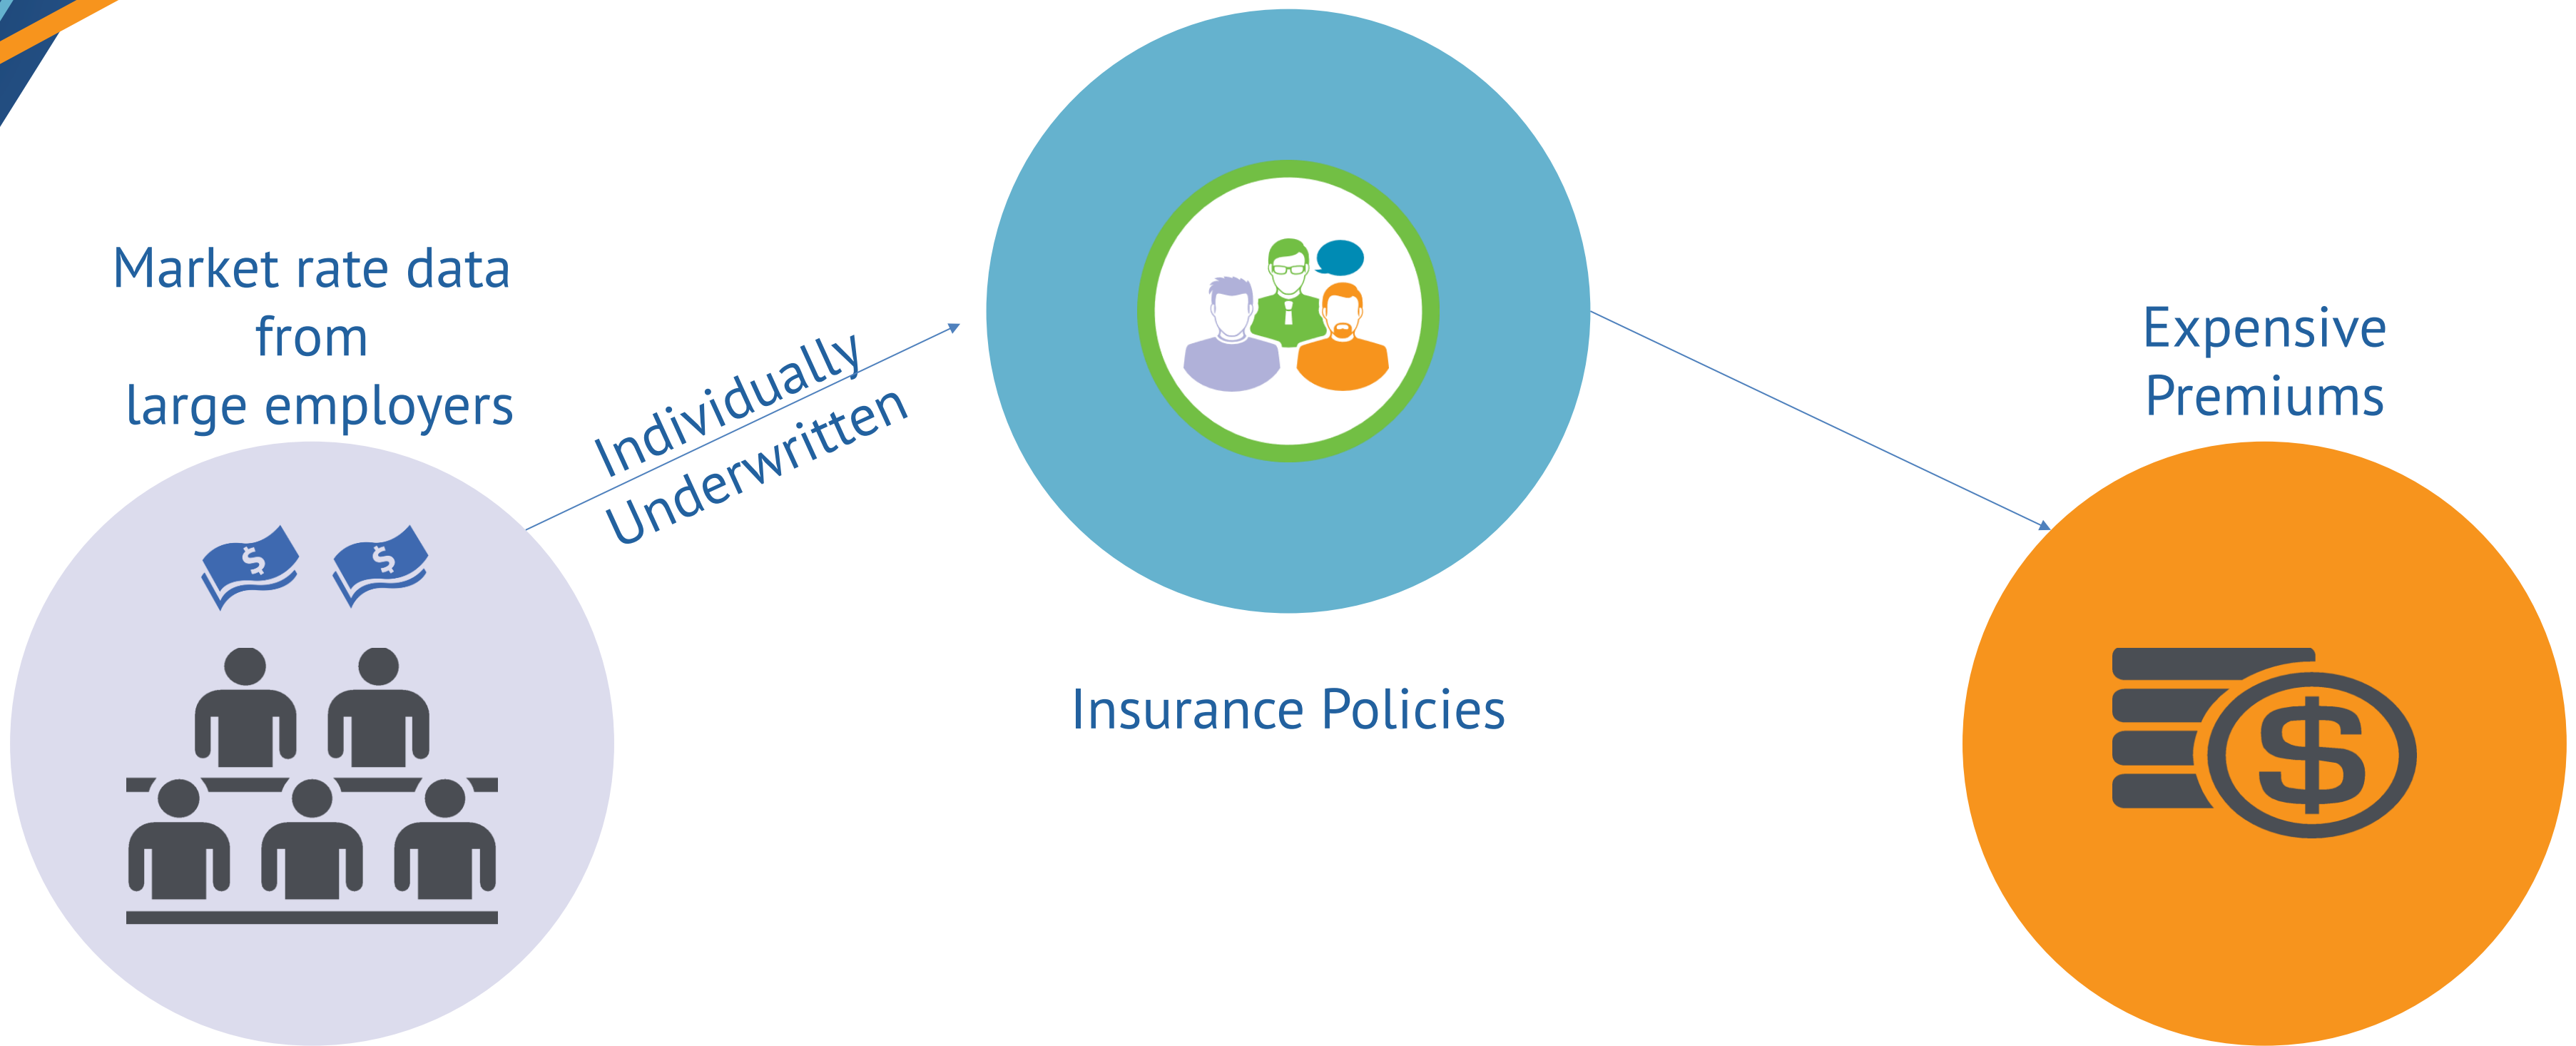 Market rate data
from
large employers
Individually
Underwritten
Insurance Policies
Expensive
Premiums
$
$
$